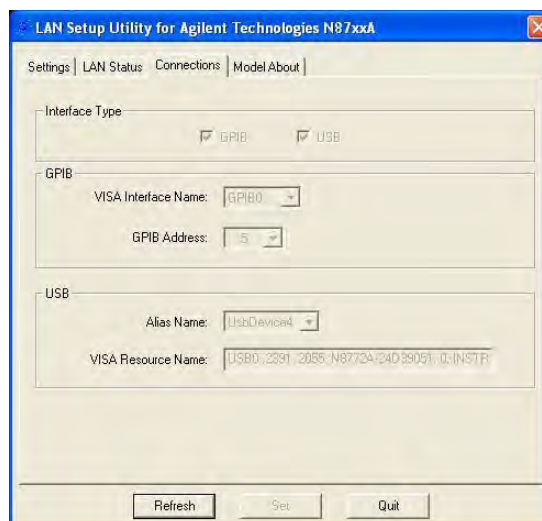 LAN Setup Utility for Agilent Technologies N87xxA
Settings LAN Status Connections Model About
Interface Type
GPIB USB
GPIB
VISA Interface Name: GPIB0
GPIB Address: 5
USB
Alias Name: UsbDevice4
VISA Resource Name: USB0::2391::2055::N8772A-24D39051::0::INSTR
Refresh Set Quit